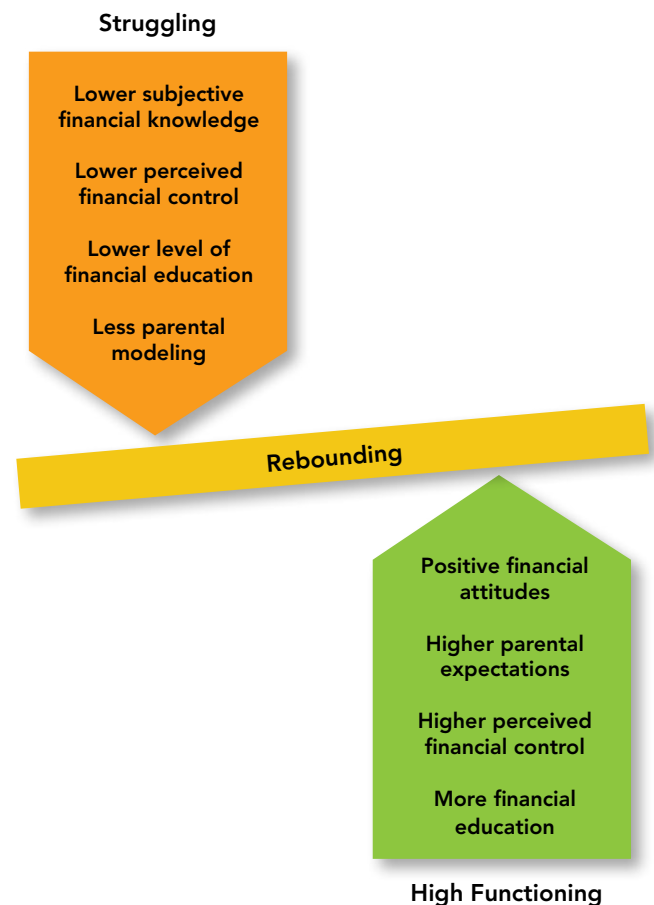 Struggling
Lower subjective
financial knowledge
Lower perceived
financial control
Lower level of
financial education
Less parental
modeling
Rebounding
Positive financial
attitudes
Higher parental
expectations
Higher perceived
financial control
More financial
education
High Functioning